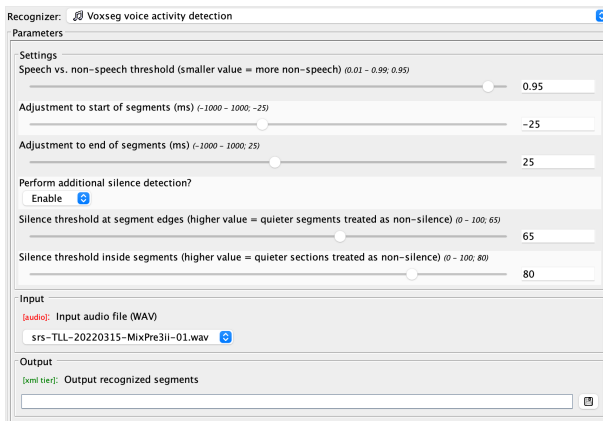 Recognizer: Voxseg voice activity detection
Parameters
Settings
Speech vs. non-speech threshold (smaller value = more non-speech) (0.01 – 0.99; 0.95)
0.95
Adjustment to start of segments (ms) (-1000 – 1000; -25)
-25
Adjustment to end of segments (ms) (-1000 – 1000; 25)
25
Perform additional silence detection?
Enable
Silence threshold at segment edges (higher value = quieter segments treated as non-silence) (0 – 100; 65)
65
Silence threshold inside segments (higher value = quieter sections treated as non-silence) (0 – 100; 80)
80
Input
[audio]: Input audio file (WAV)
srs-TLL-20220315-MixPre3ii-01.wav
Output
[xml tier]: Output recognized segments